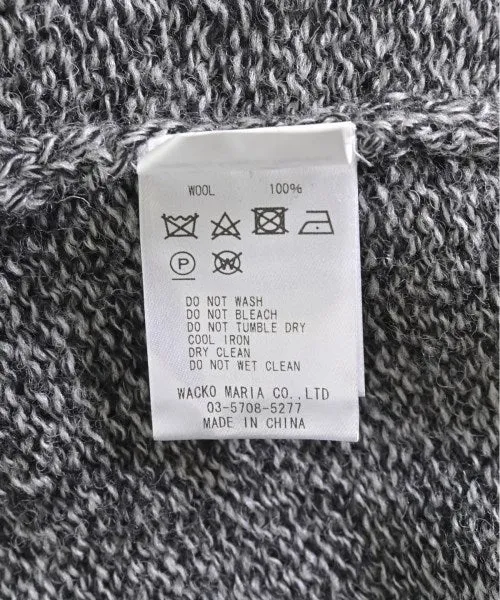 WOOL 100%
P W
DO NOT WASH
DO NOT BLEACH
DO NOT TUMBLE DRY
COOL IRON
DRY CLEAN
DO NOT WET CLEAN
WACKO MARIA CO.,LTD
03-5708-5277
MADE IN CHINA